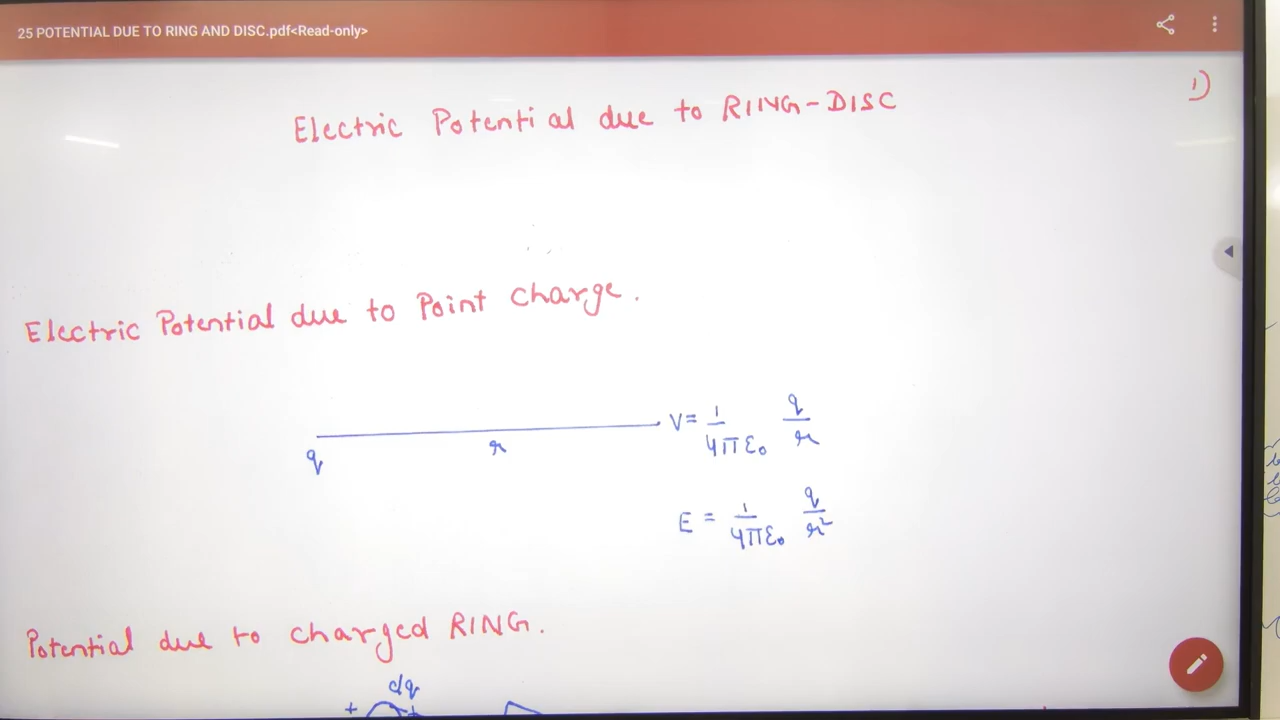 25 POTENTIAL DUE TO RING AND DISC.pdf<Read-only>
1)
Electric Potential due to RING-DISC
Electric Potential due to Point charge.
q r V = 1/4πε₀ q/r
E = 1/4πε₀ q/r²
Potential due to charged RING.
dq
+ +